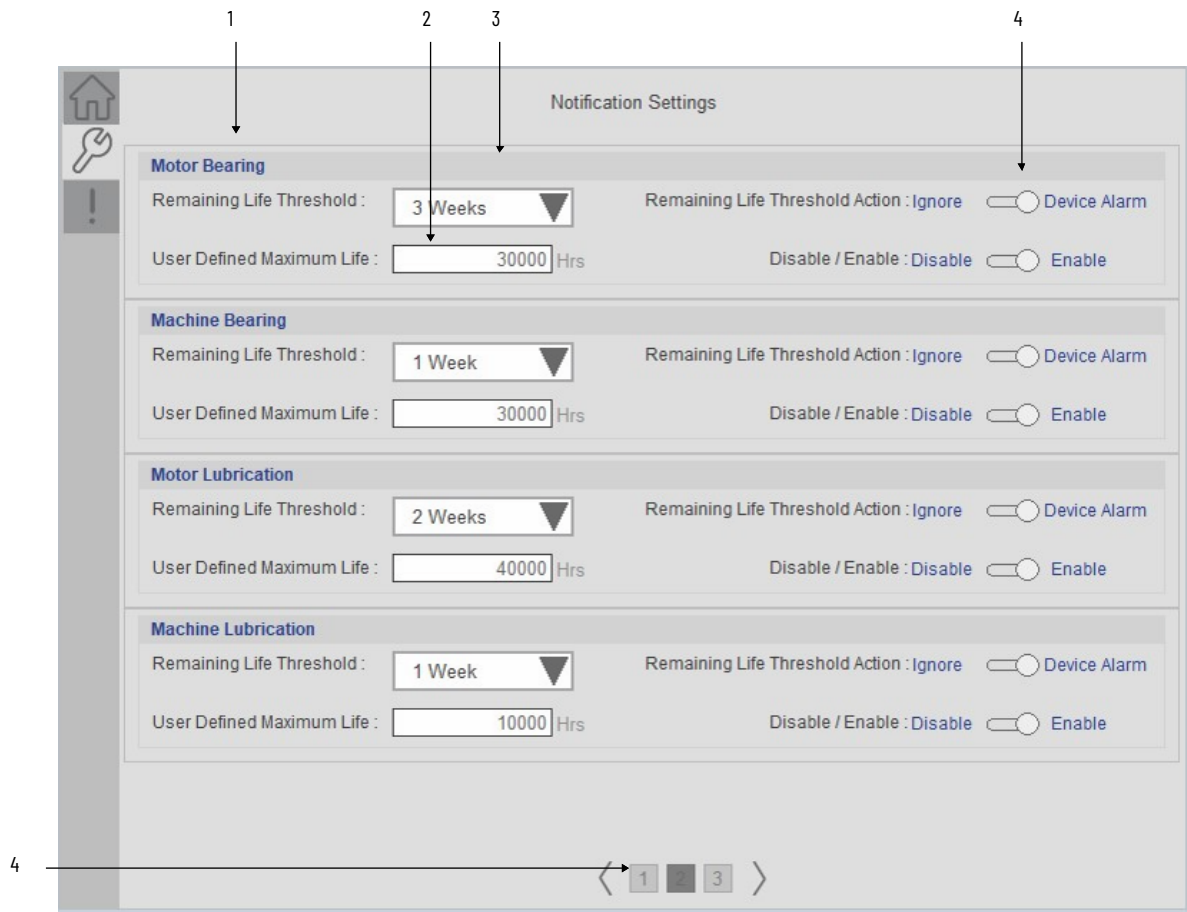 1 2 3 4
Notification Settings
Motor Bearing
Remaining Life Threshold : 3 Weeks Remaining Life Threshold Action : Ignore Device Alarm
User Defined Maximum Life : 30000 Hrs Disable / Enable : Disable Enable
Machine Bearing
Remaining Life Threshold : 1 Week Remaining Life Threshold Action : Ignore Device Alarm
User Defined Maximum Life : 30000 Hrs Disable / Enable : Disable Enable
Motor Lubrication
Remaining Life Threshold : 2 Weeks Remaining Life Threshold Action : Ignore Device Alarm
User Defined Maximum Life : 40000 Hrs Disable / Enable : Disable Enable
Machine Lubrication
Remaining Life Threshold : 1 Week Remaining Life Threshold Action : Ignore Device Alarm
User Defined Maximum Life : 10000 Hrs Disable / Enable : Disable Enable
4 1 2 3